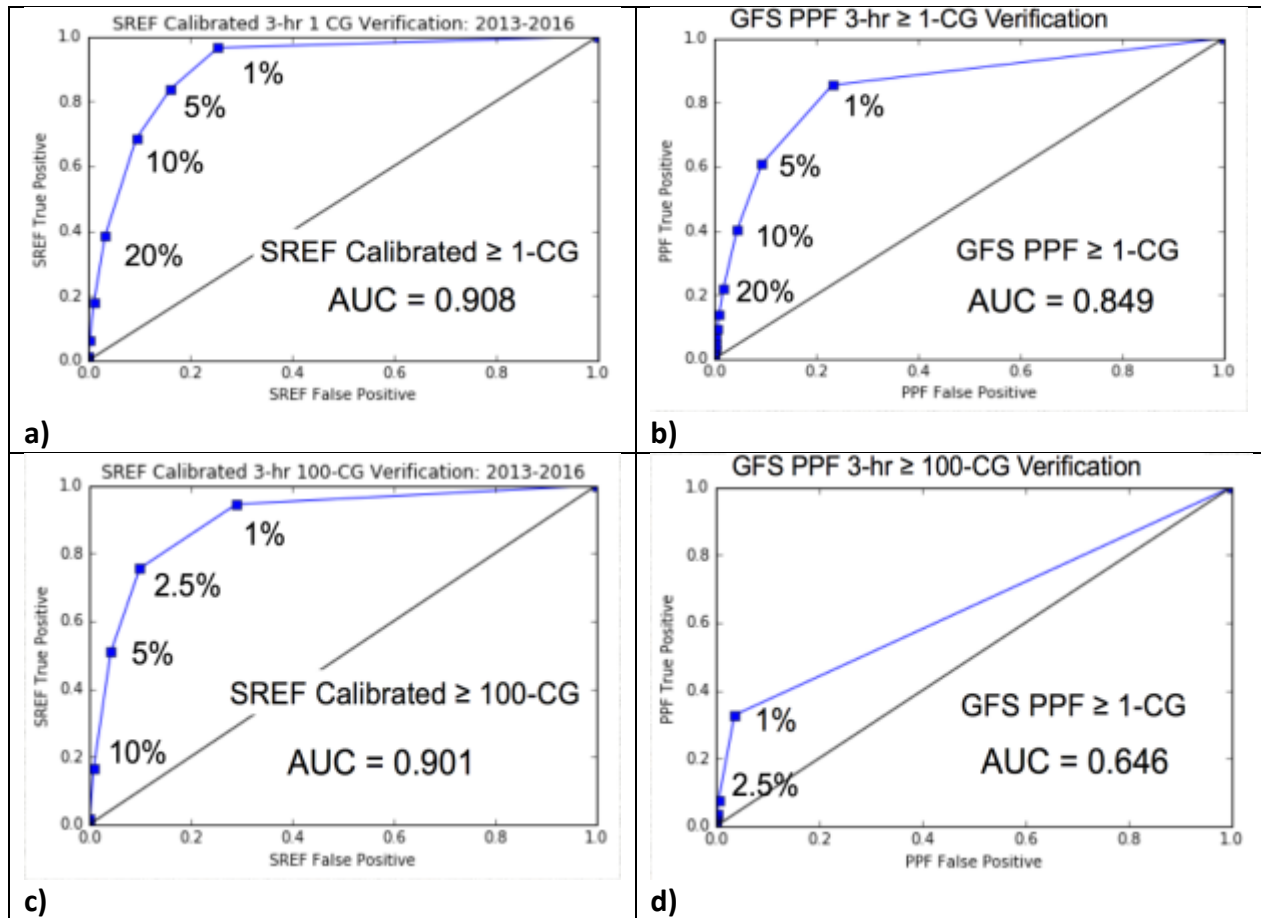 SREF Calibrated 3-hr 1 CG Verification: 2013-2016
1.0
0.8
0.6
0.4
0.2
0.0
SREF True Positive
1%
5%
10%
20%
SREF Calibrated ≥ 1-CG
AUC = 0.908
0.0 0.2 0.4 0.6 0.8 1.0
SREF False Positive
a)
GFS PPF 3-hr ≥ 1-CG Verification
1.0
0.8
0.6
0.4
0.2
0.0
PPF True Positive
1%
5%
10%
20%
GFS PPF ≥ 1-CG
AUC = 0.849
0.0 0.2 0.4 0.6 0.8 1.0
PPF False Positive
b)
SREF Calibrated 3-hr 100-CG Verification: 2013-2016
1.0
0.8
0.6
0.4
0.2
0.0
SREF True Positive
1%
2.5%
5%
10%
SREF Calibrated ≥ 100-CG
AUC = 0.901
0.0 0.2 0.4 0.6 0.8 1.0
SREF False Positive
c)
GFS PPF 3-hr ≥ 100-CG Verification
1.0
0.8
0.6
0.4
0.2
0.0
PPF True Positive
1%
2.5%
GFS PPF ≥ 1-CG
AUC = 0.646
0.0 0.2 0.4 0.6 0.8 1.0
PPF False Positive
d)